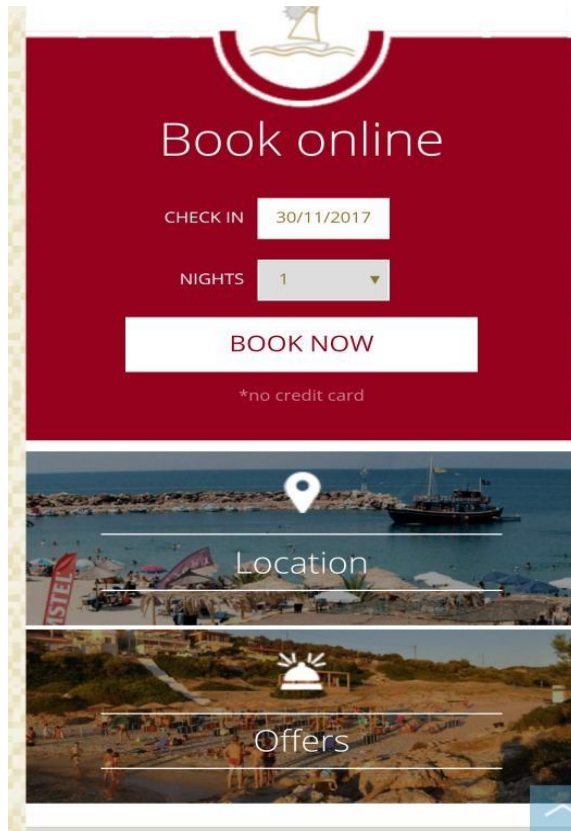 Book online
CHECK IN 30/11/2017
NIGHTS 1
BOOK NOW
*no credit card
Location
Offers